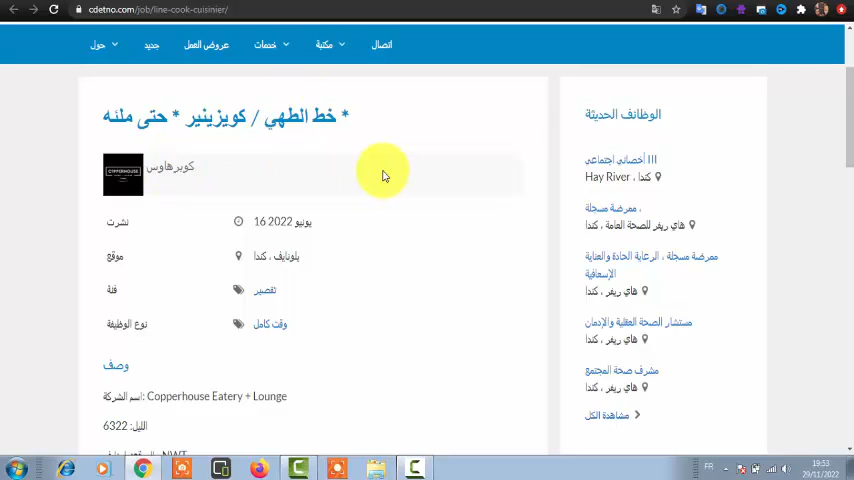 cdetno.com/job/line-cook-cuisinier/
حول
جديد
عروض العمل
خدمات
مكتبة
اتصال
* خط الطهي / كويزينير * حتى ملئه
COPPERHOUSE
كوبرهاوس
نشرت
16 يونيو 2022
موقع
يلونايف ، كندا
فئة
تقصير
نوع الوظيفة
وقت كامل
وصف
اسم الشركة: Copperhouse Eatery + Lounge
الليل: 6322
NWT
الوظائف الحديثة
أخصائي اجتماعي III
Hay River ، كندا
ممرضة مسجلة ،
هاي ريفر للصحة العامة ، كندا
ممرضة مسجلة ، الرعاية الحادة والعناية
الإسعافية
هاي ريفر ، كندا
مستشار الصحة العقلية والإدمان
هاي ريفر ، كندا
مشرف صحة المجتمع
هاي ريفر ، كندا
مشاهدة الكل
FR
19:53
29/11/2022